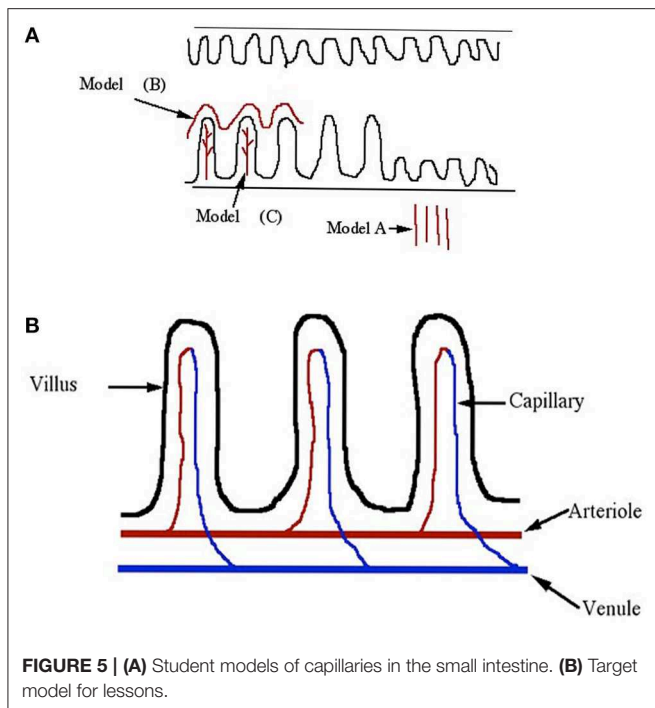 A
Model (B)
Model (C)
Model A
B
Villus
Capillary
Arteriole
Venule
FIGURE 5 | (A) Student models of capillaries in the small intestine. (B) Target
model for lessons.